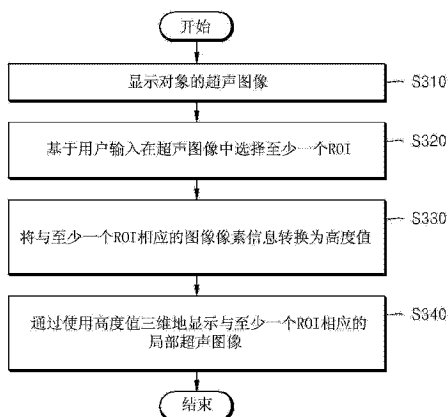 开始
显示对象的超声图像
S310
基于用户输入在超声图像中选择至少一个ROI
S320
将与至少一个ROI相应的图像像素信息转换为高度值
S330
通过使用高度值三维地显示与至少一个ROI相应的
局部超声图像
S340
结束